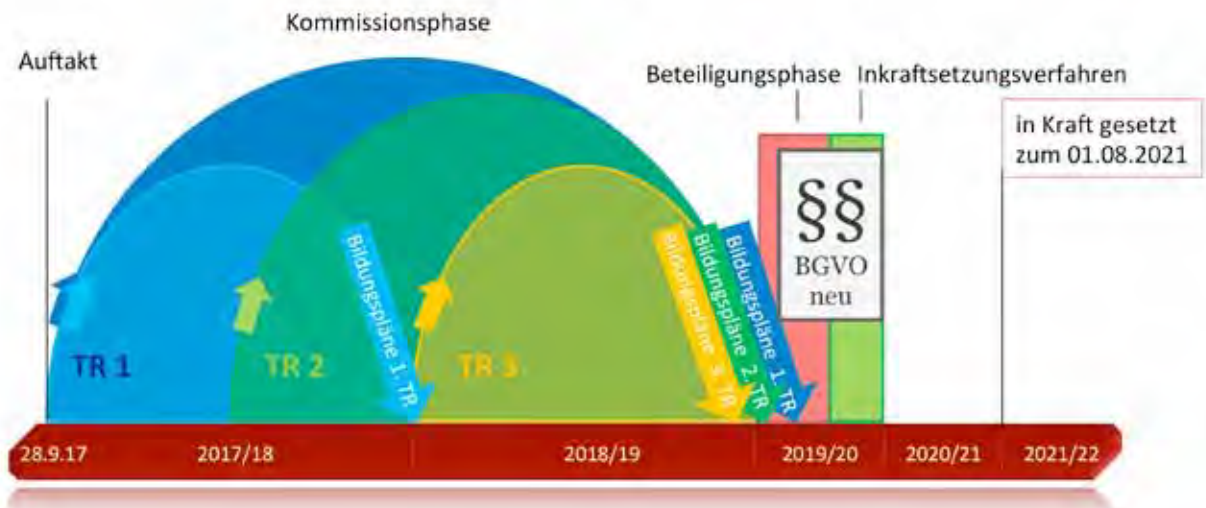 Kommissionsphase
Auftakt
Beteiligungsphase
Inkraftsetzungsverfahren
in Kraft gesetzt
zum 01.08.2021
§§
BGVO
neu
Bildungspläne 1. TR
Bildungspläne 3. TR
Bildungspläne 2. TR
Bildungspläne 1. TR
TR 1
TR 2
TR 3
28.9.17
2017/18
2018/19
2019/20
2020/21
2021/22